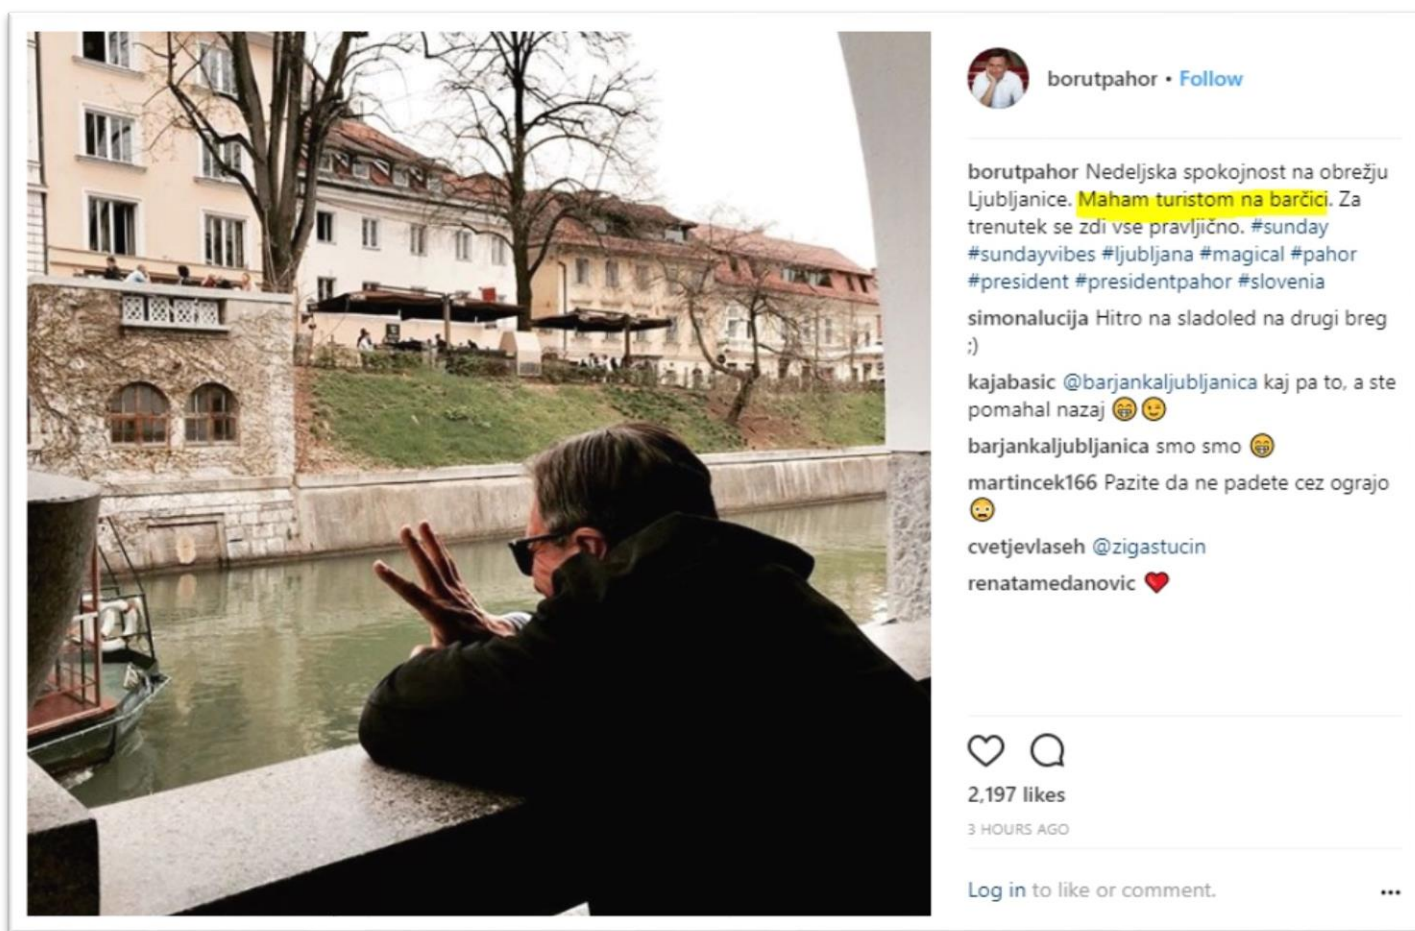 borutpahor • Follow
borutpahor Nedeljska spokojnost na obrežju
Ljubljanice. Maham turistom na barčici. Za
trenutek se zdi vse pravljično. #sunday
#sundayvibes #ljubljana #magical #pahor
#president #presidentpahor #slovenia
simonalucija Hitro na sladoled na drugi breg
;)
kajabasic @barjankaljubljanica kaj pa to, a ste
pomahal nazaj 😁😉
barjankaljubljanica smo smo 😁
martincek166 Pazite da ne padete cez ograjo
😳
cvetjevlaseh @zigastucin
renatamedanovic ❤️
2,197 likes
3 HOURS AGO
Log in to like or comment.